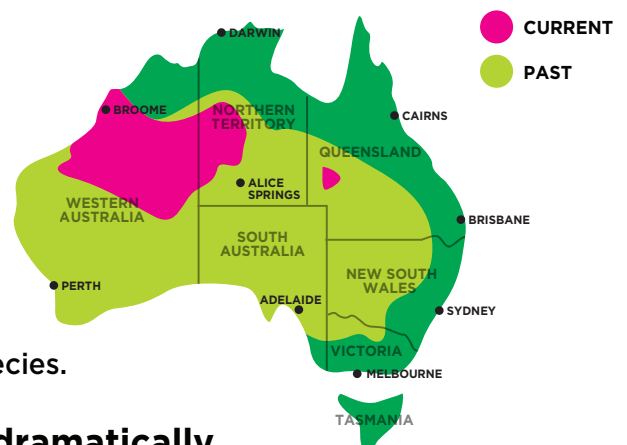 CURRENT
PAST
DARWIN
BROOME
NORTHERN
TERRITORY
CAIRNS
QUEENSLAND
ALICE
SPRINGS
WESTERN
AUSTRALIA
BRISBANE
SOUTH
AUSTRALIA
NEW SOUTH
WALES
PERTH
ADELAIDE
SYDNEY
VICTORIA
MELBOURNE
TASMANIA
ecies.
dramatically